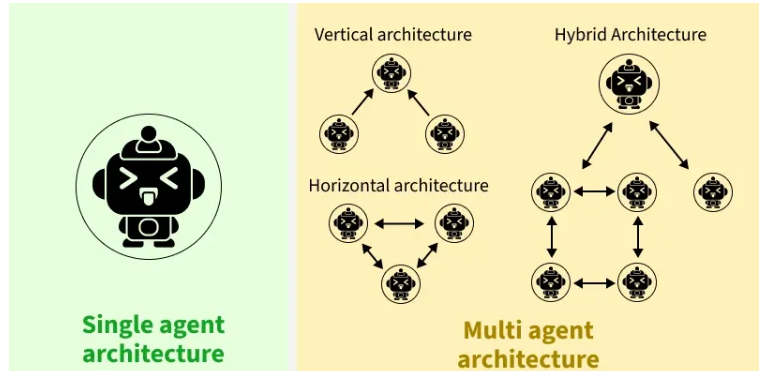 Single agent
architecture
Vertical architecture
Horizontal architecture
Hybrid Architecture
Multi agent
architecture